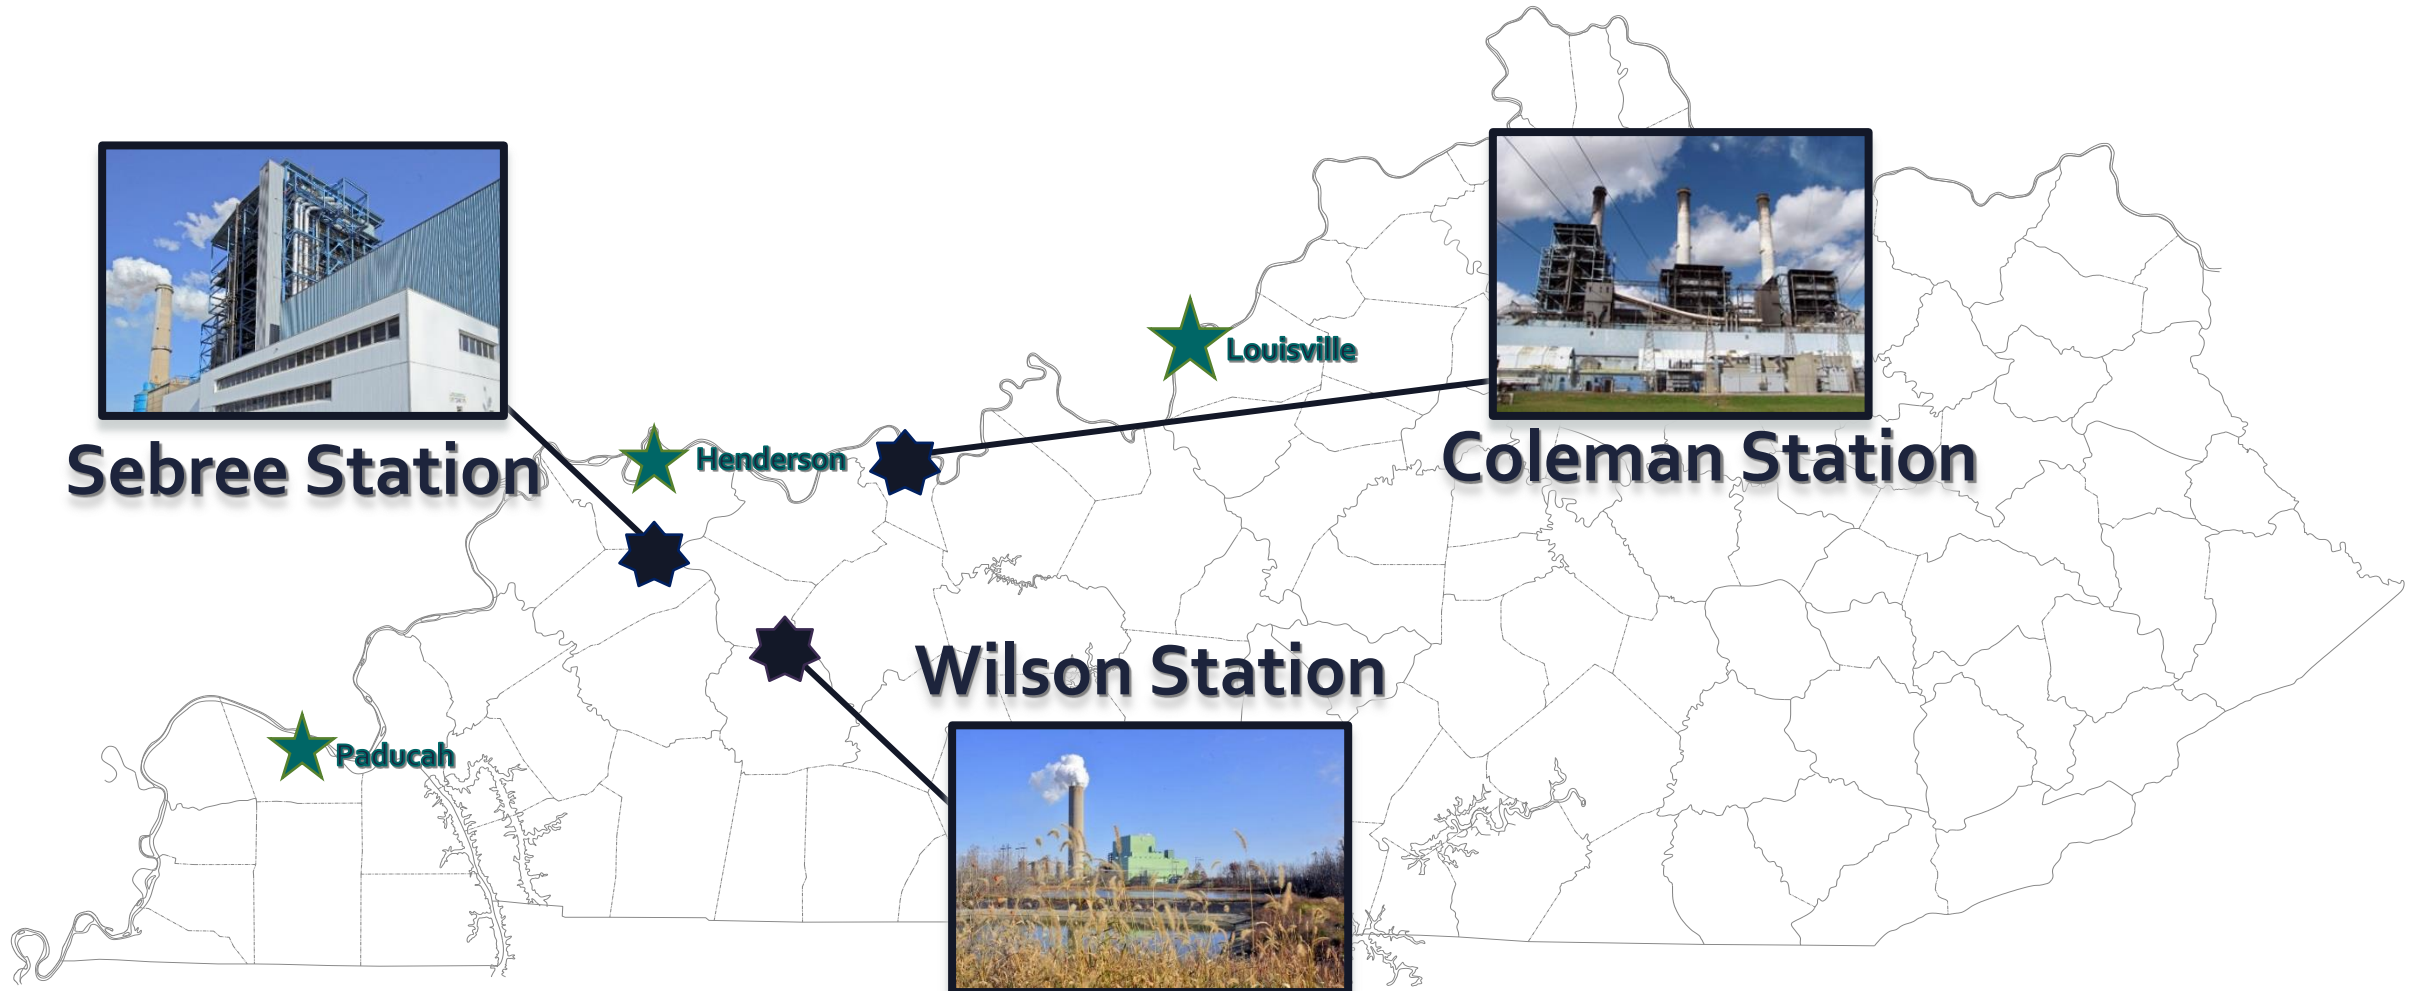 Louisville
Sebree Station
Henderson
Coleman Station
Wilson Station
Paducah